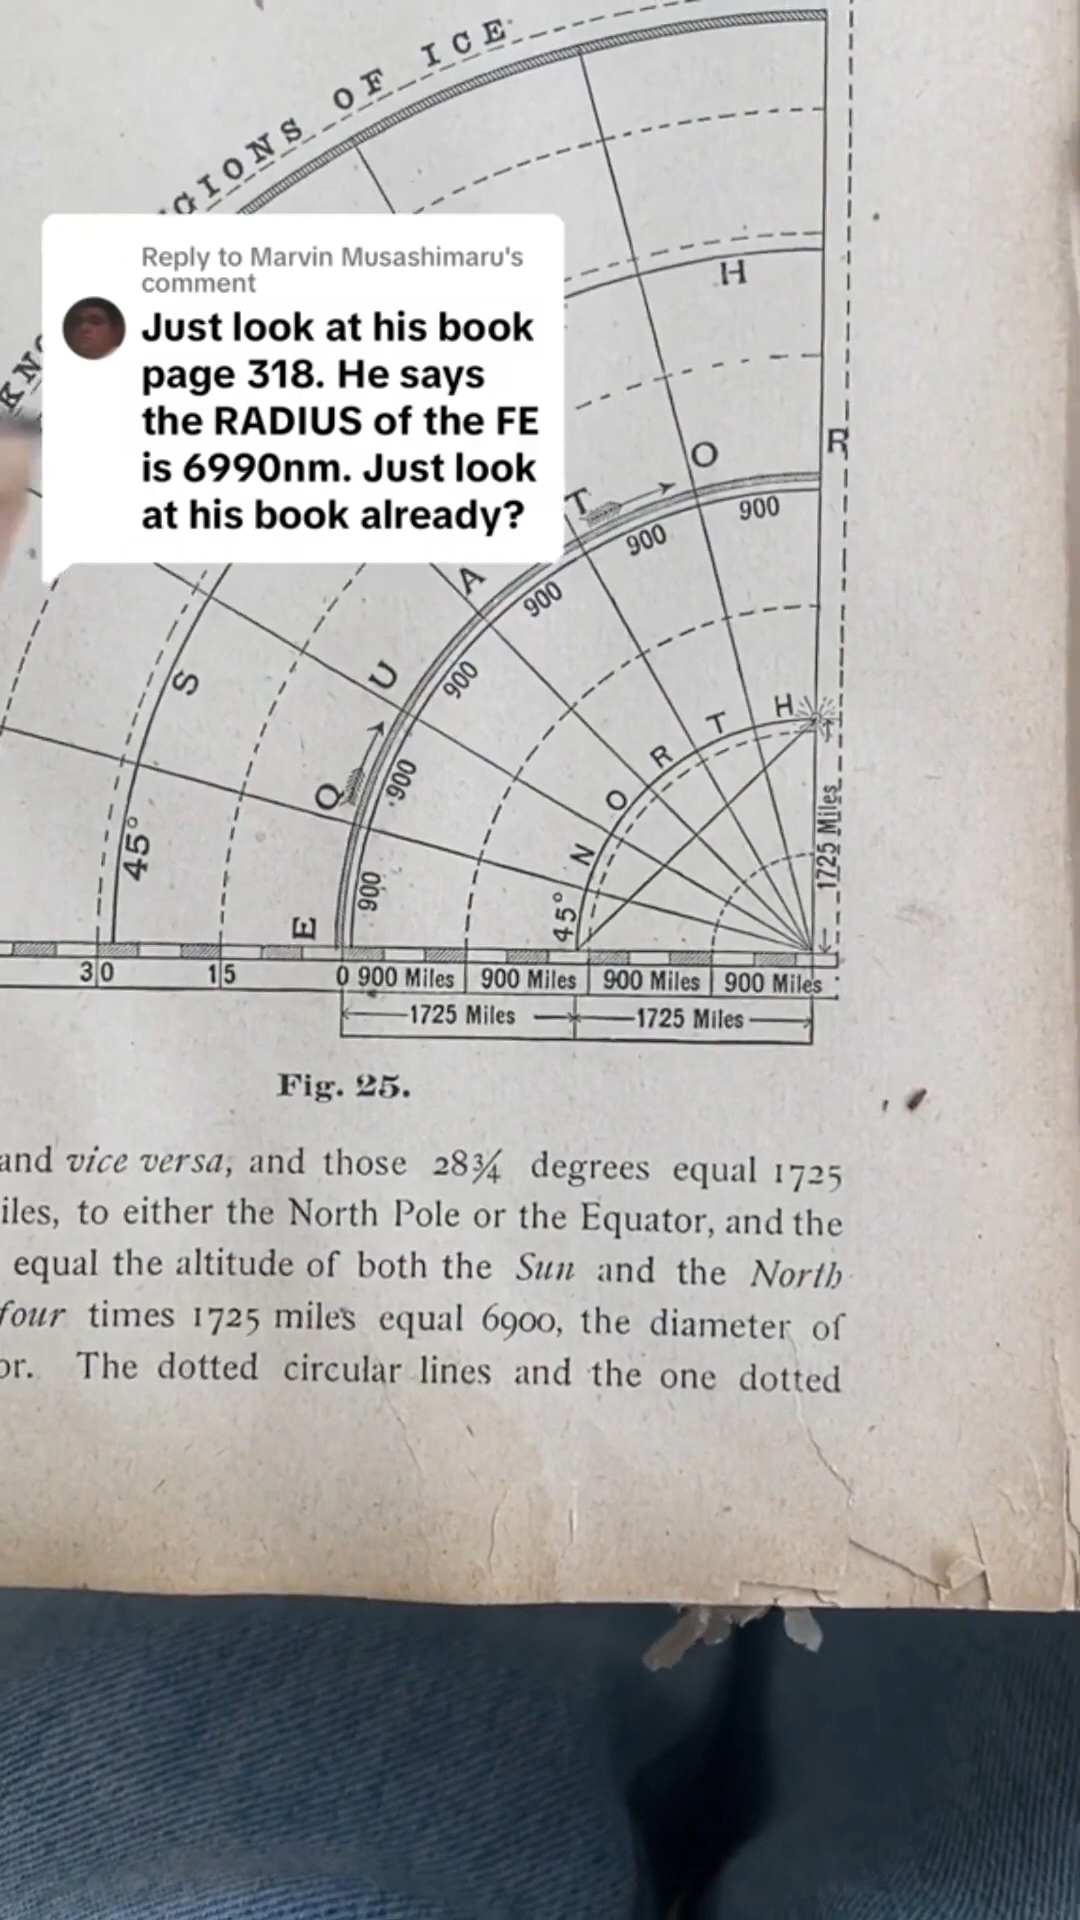 GIONS OF ICE
Reply to Marvin Musashimaru's
comment
Just look at his book
page 318. He says
the RADIUS of the FE
is 6990nm. Just look
at his book already?
KN
H
R
O
T
A
U
Q
E
S
45°
900
900
900
900
900
900
45°
N O R T H
1725 Miles
30 15 0 900 Miles 900 Miles 900 Miles 900 Miles
1725 Miles 1725 Miles
Fig. 25.
and vice versa, and those 28¾ degrees equal 1725
iles, to either the North Pole or the Equator, and the
equal the altitude of both the Sun and the North
four times 1725 miles equal 6900, the diameter of
or. The dotted circular lines and the one dotted